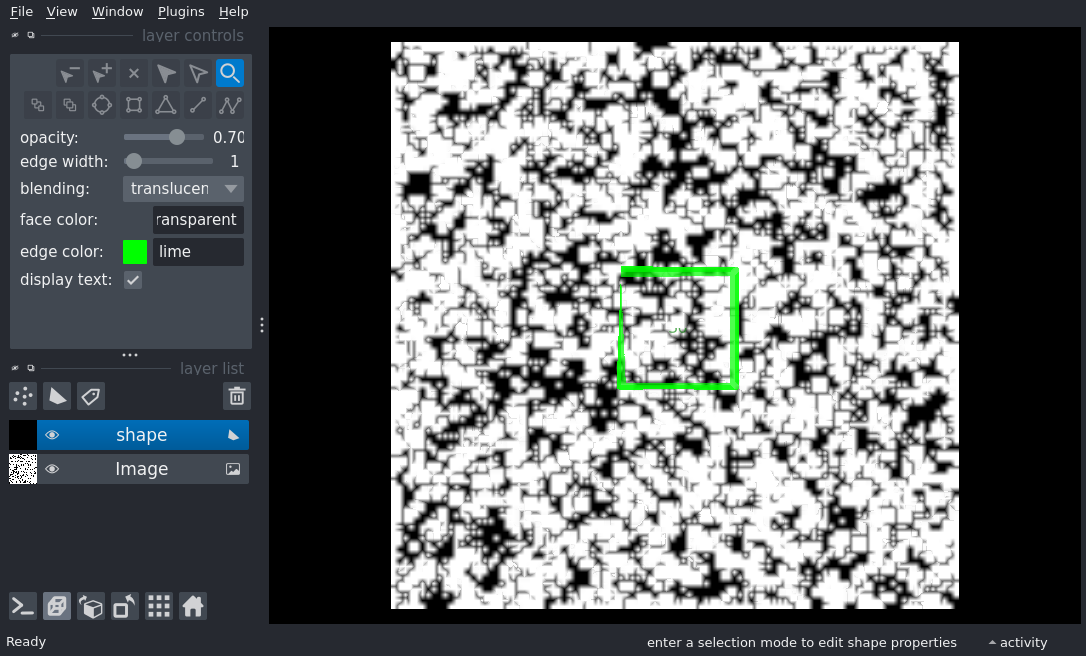 File View Window Plugins Help
layer controls
opacity: 0.70
edge width: 1
blending: translucen
face color: ransparent
edge color: lime
display text:
layer list
shape
Image
Ready enter a selection mode to edit shape properties activity